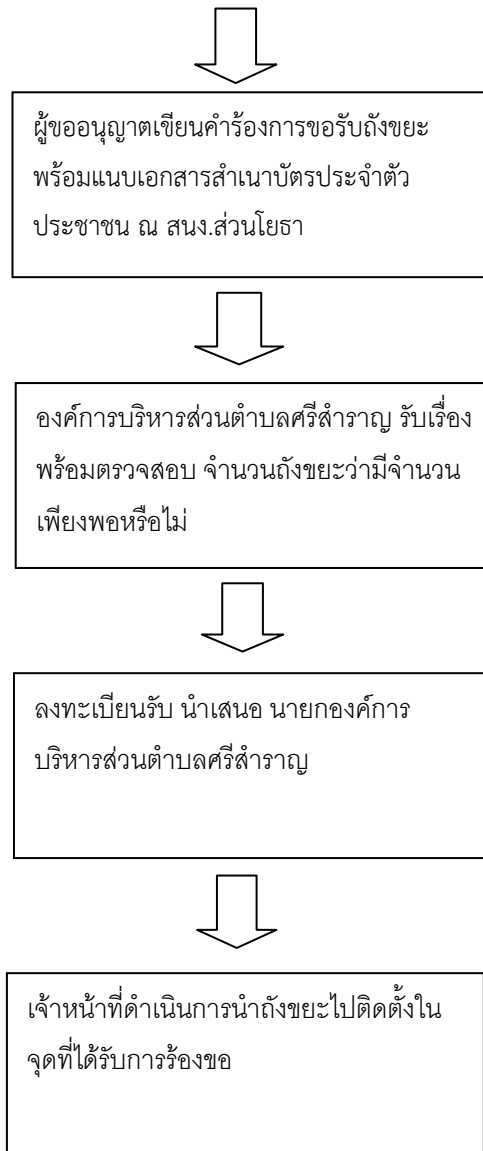 ผู้ขออนุญาตเขียนคำร้องการขอรับถังขยะ
พร้อมแนบเอกสารสำเนาบัตรประจำตัว
ประชาชน ณ สนง.ส่วนโยธา
องค์การบริหารส่วนตำบลศรีสำราญ รับเรื่อง
พร้อมตรวจสอบ จำนวนถังขยะว่ามีจำนวน
เพียงพอหรือไม่
ลงทะเบียนรับ นำเสนอ นายกองค์การ
บริหารส่วนตำบลศรีสำราญ
เจ้าหน้าที่ดำเนินการนำถังขยะไปติดตั้งใน
จุดที่ได้รับการร้องขอ